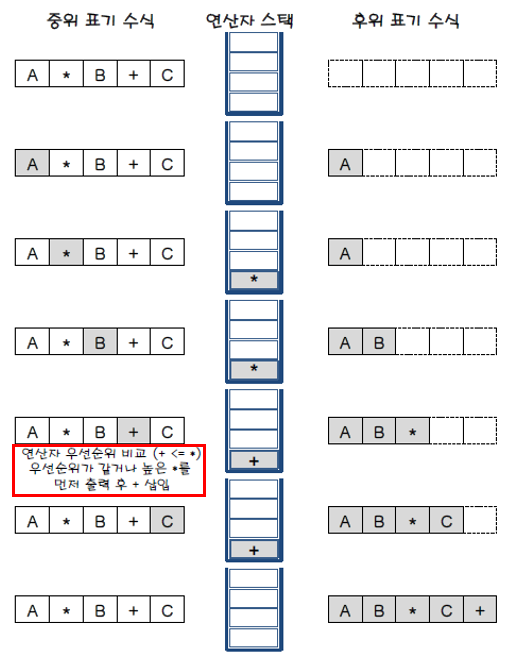 중위 표기 수식 연산자 스택 후위 표기 수식
A * B + C
A * B + C A
A * B + C * A
A * B + C * A B
A * B + C + A B *
연산자 우선순위 비교 (+ <= *)
우선순위가 같거나 높은 *를
먼저 출력 후 + 삽입
A * B + C + A B * C
A * B + C A B * C +